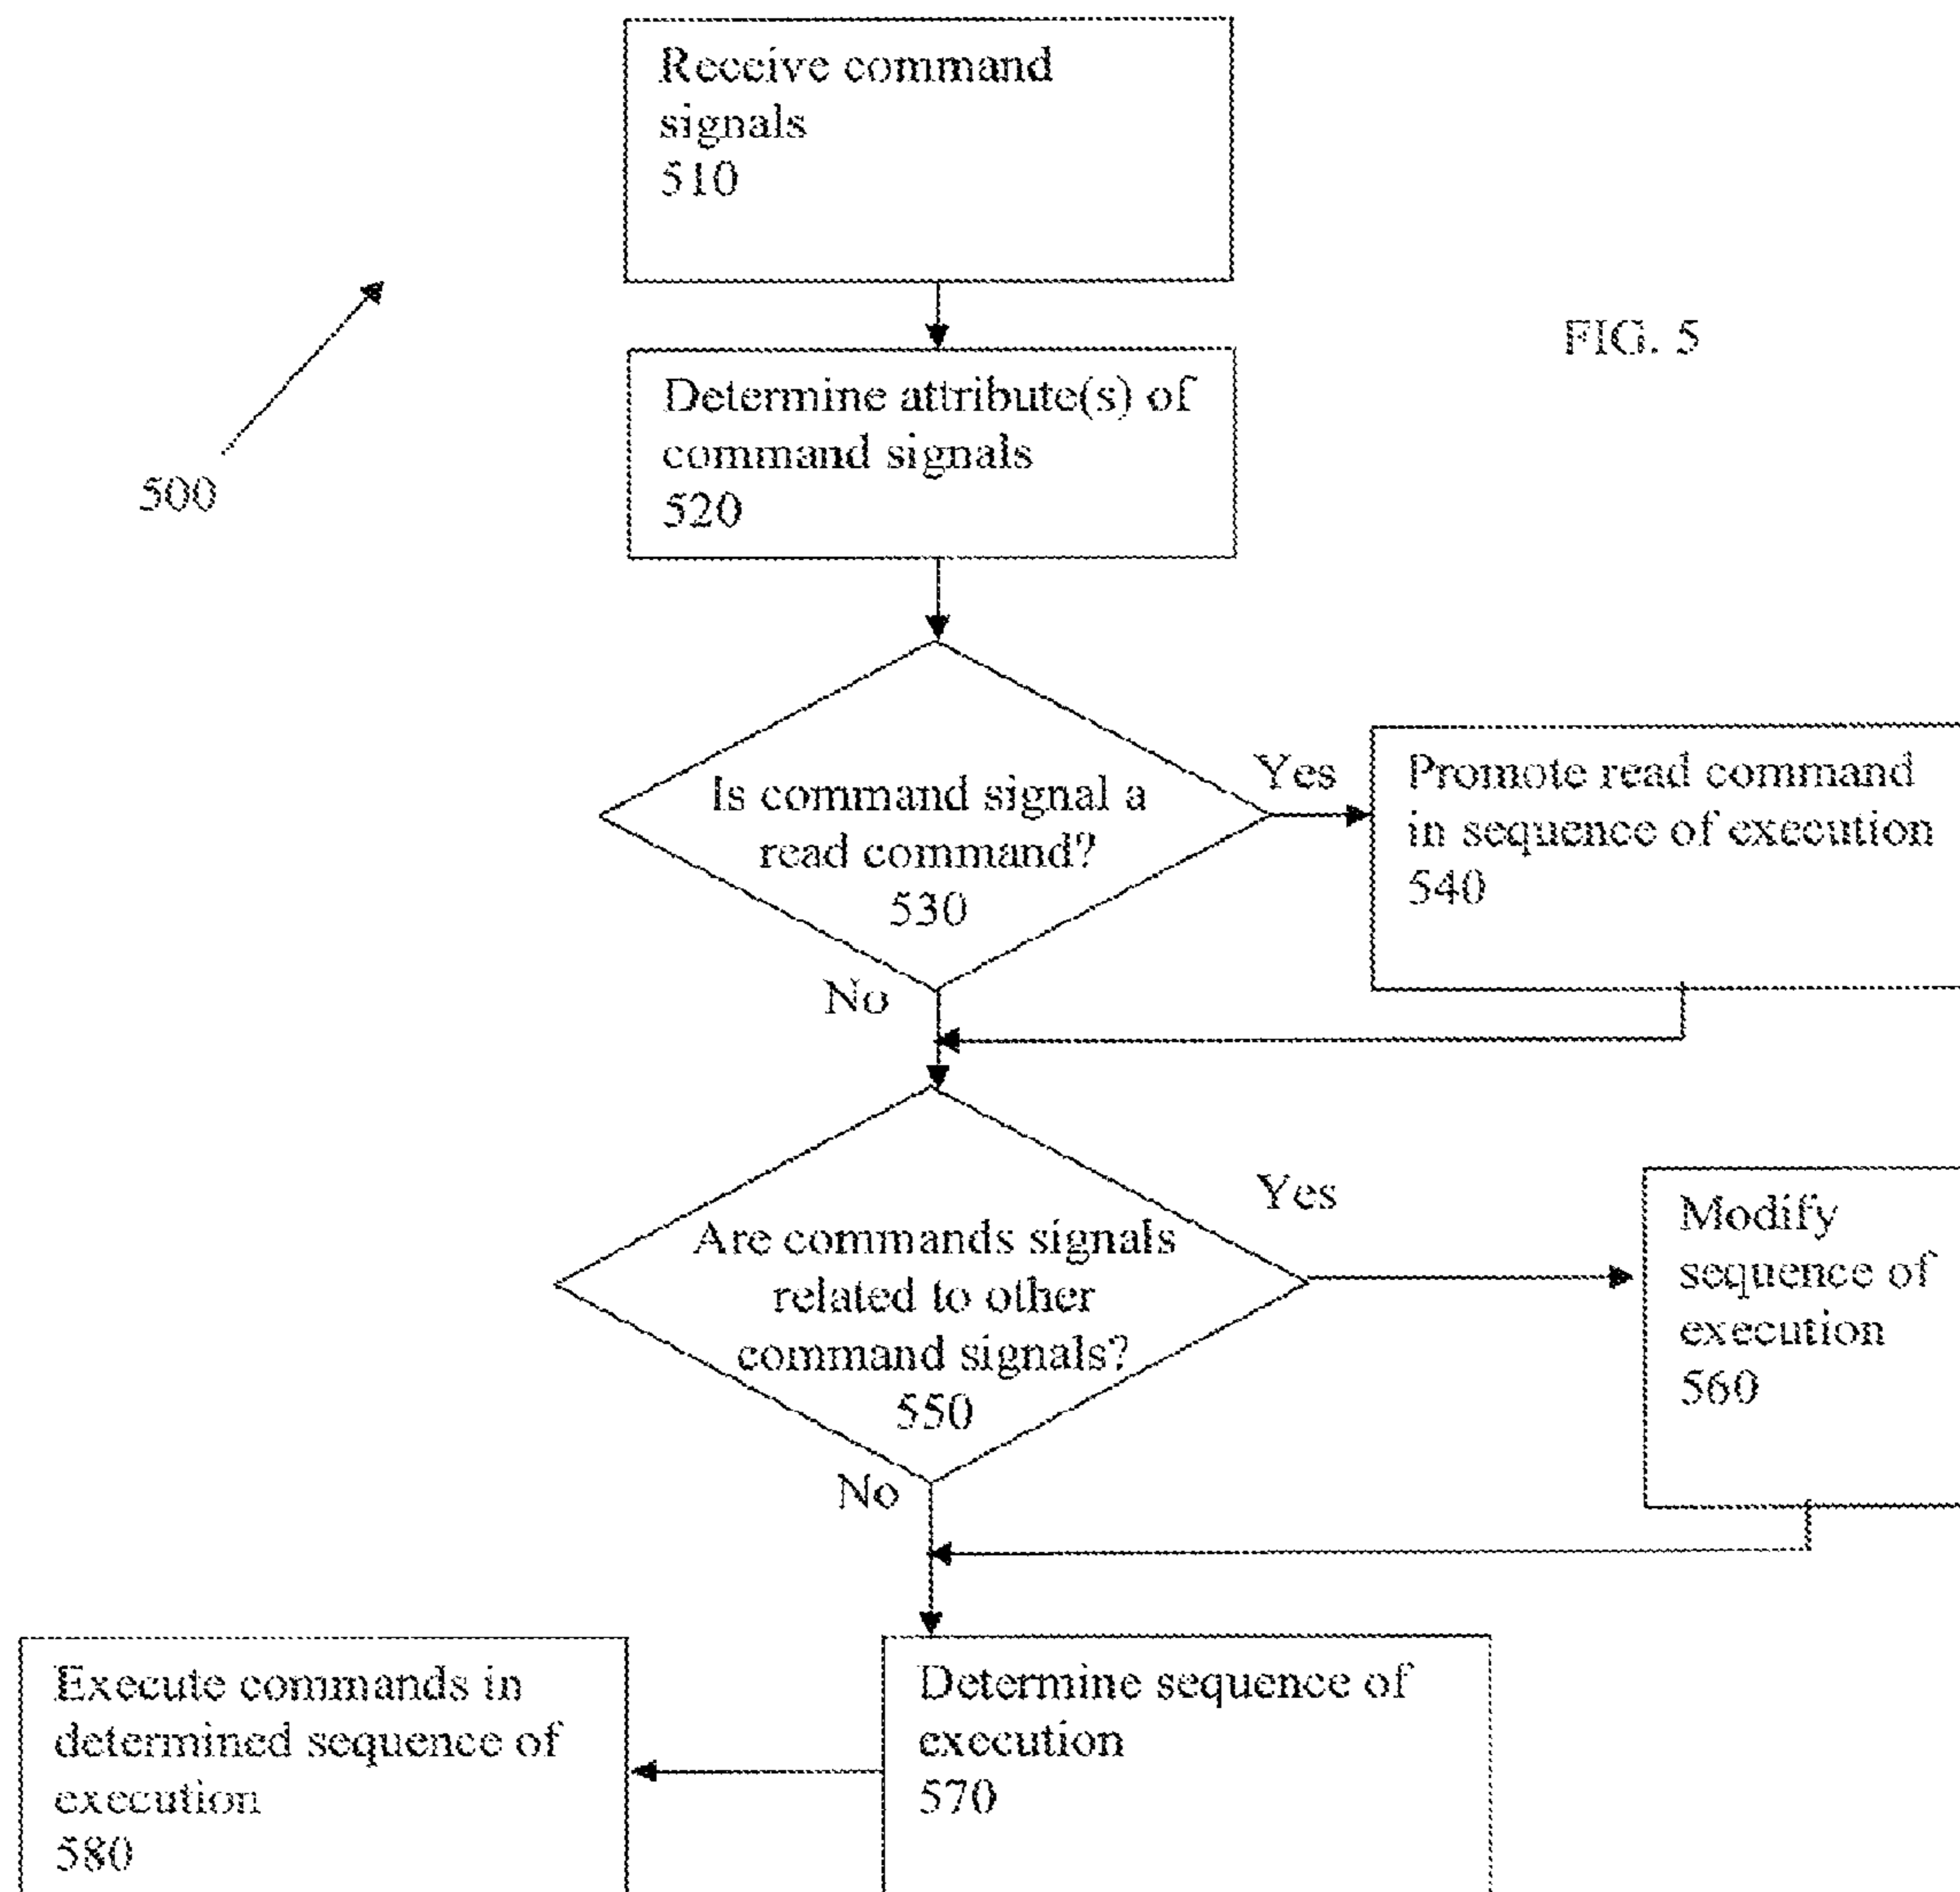 Receive command
signals
510
FIG. 5
Determine attribute(s) of
command signals
520
500
Is command signal a
read command?
530
Yes
Promote read command
in sequence of execution
540
No
Are commands signals
related to other
command signals?
550
Yes
Modify
sequence of
execution
560
No
Determine sequence of
execution
570
Execute commands in
determined sequence of
execution
580